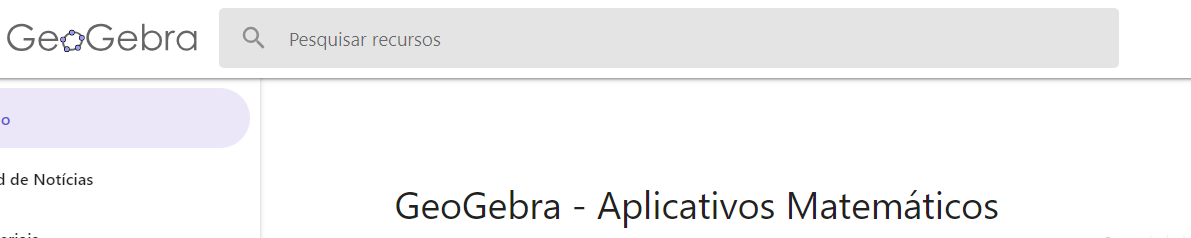 GeoGebra
Pesquisar recursos
o
d de Notícias
GeoGebra - Aplicativos Matemáticos